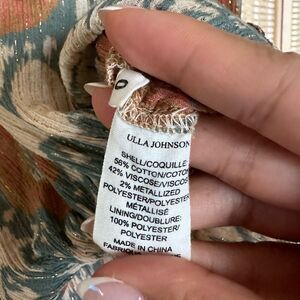 0
ULLA JOHNSON
SHELL/COQUILLE
56% COTTON/COTON
42% VISCOSE/VISCOSE
2% METALLIZED
POLYESTER/POLYESTER
MÉTALLISÉ
LINING/DOUBLURE:
100% POLYESTER/
POLYESTER
MADE IN CHINA